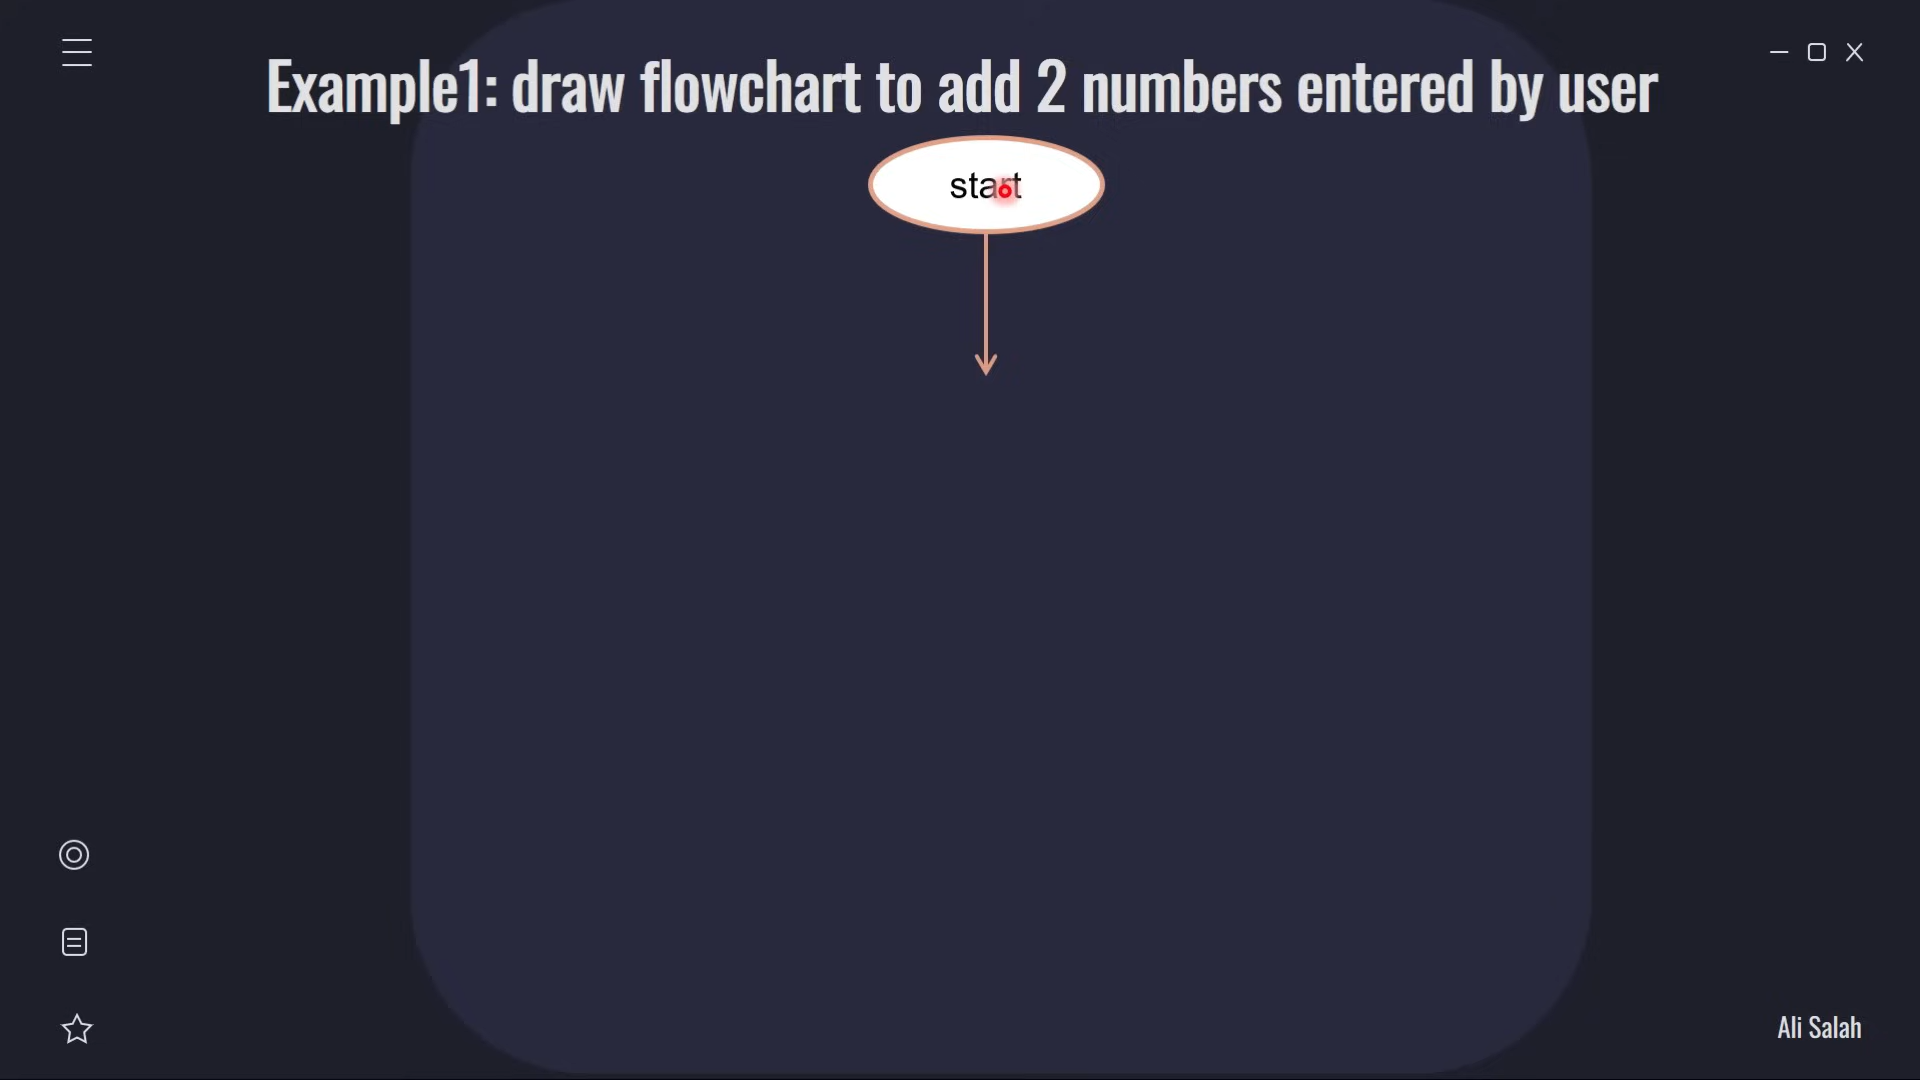 Example1: draw flowchart to add 2 numbers entered by user
start
Ali Salah